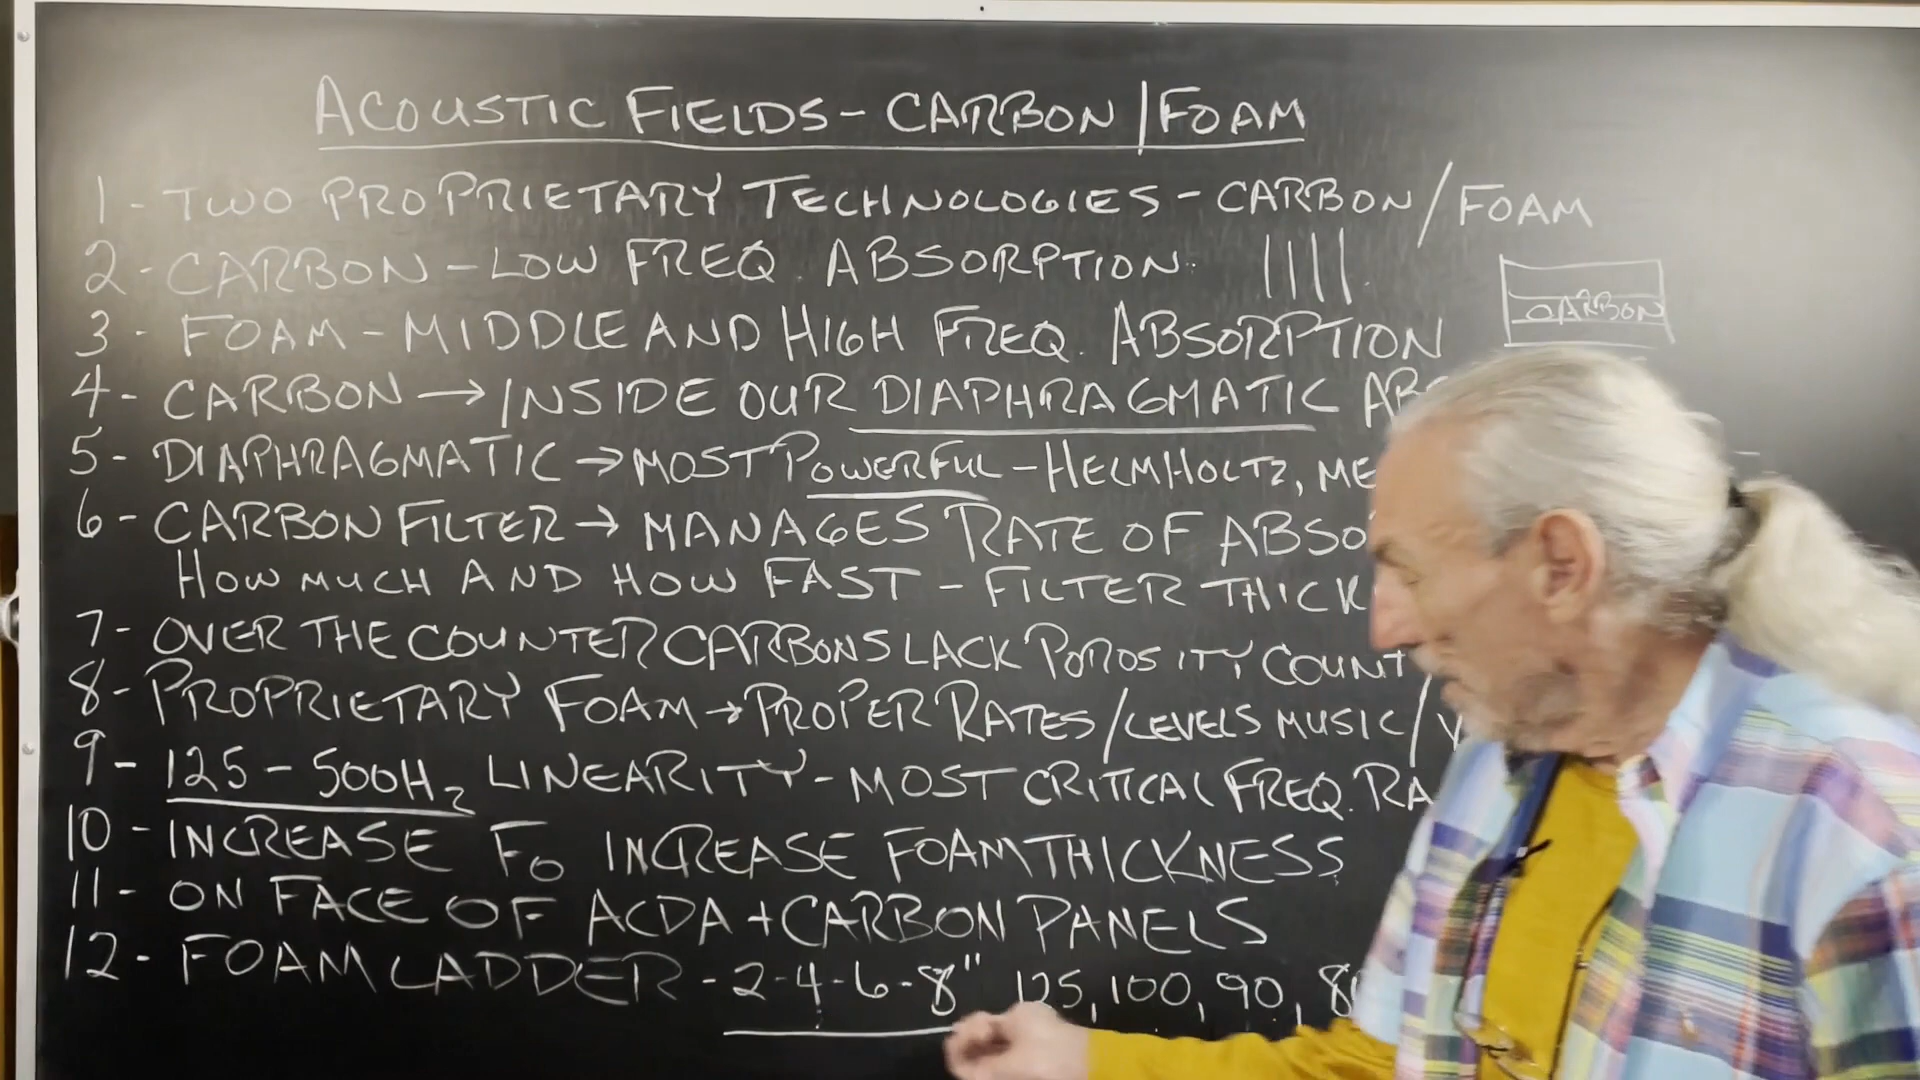 ACOUSTIC FIELDS - CARBON/FOAM
1 - TWO PROPRIETARY TECHNOLOGIES - CARBON/FOAM
2 - CARBON - LOW FREQ. ABSORPTION
CARBON
3 - FOAM - MIDDLE AND HIGH FREQ. ABSORPTION
4 - CARBON → INSIDE OUR DIAPHRAGMATIC
5 - DIAPHRAGMATIC → MOST POWERFUL - HELMHOLTZ,
6 - CARBON FILTER → MANAGES RATE OF
HOW MUCH AND HOW FAST - FILTER
7 - OVER THE COUNTER CARBONS LACK POROSITY COUNT
8 - PROPRIETARY FOAM → PROPER RATES/LEVELS MUSIC/
9 - 125 - 500Hz LINEARITY - MOST CRITICAL FREQ.
10 - INCREASE FO INCREASE FOAM THICKNESS
11 - ON FACE OF ACDA + CARBON PANELS
12 - FOAM LADDER - 2-4-6-8" 125, 100, 90,